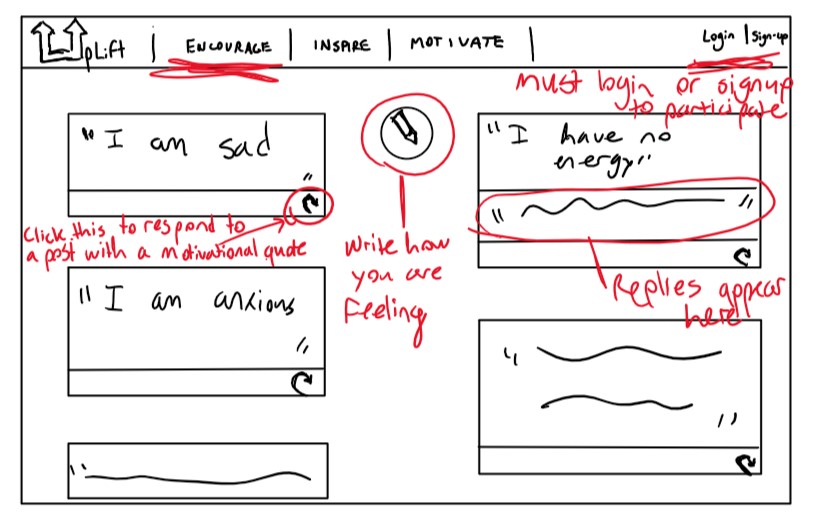 UpLift | ENCOURAGE | INSPIRE | MOTIVATE | Login | Sign-up
Must login or signup
to participate
"I am sad
"
Click this to respond to
a post with a motivational quote
Write how
you are
feeling
"I have no
energy"
" "
Replies appear
here
"I am anxious
"
" "
"